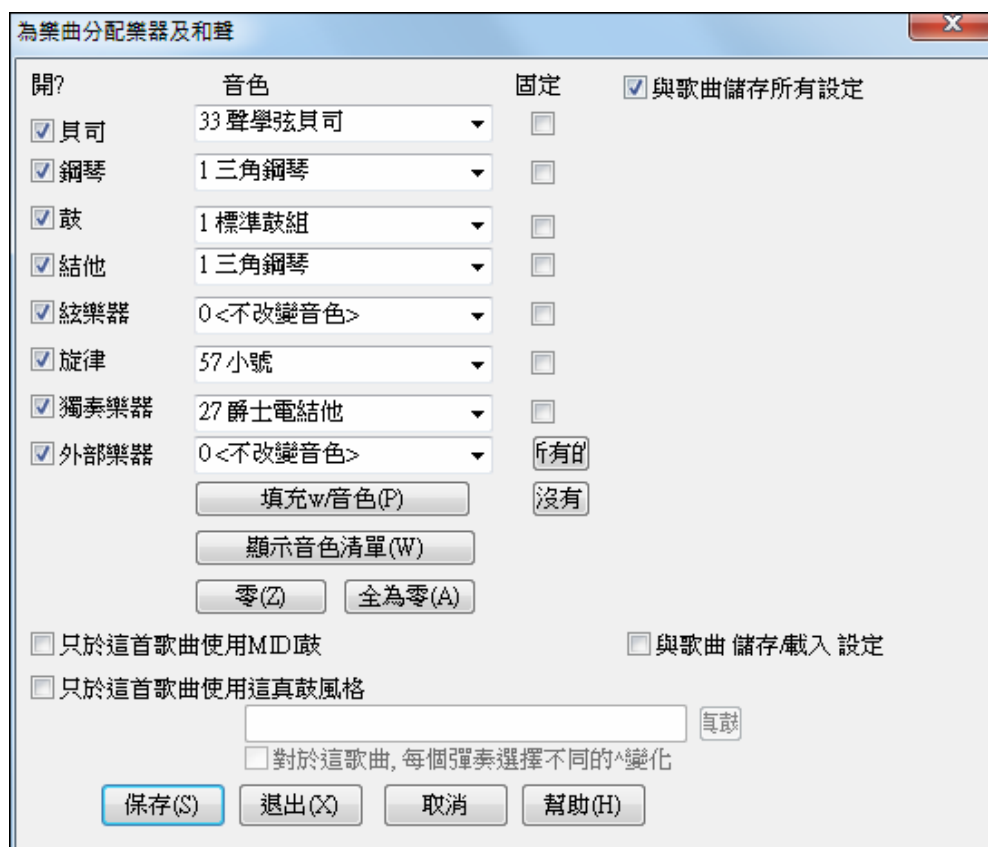 為樂曲分配樂器及和聲
開? 音色 固定 與歌曲儲存所有設定
貝司 33 聲學弦貝司
鋼琴 1 三角鋼琴
鼓 1 標準鼓組
結他 1 三角鋼琴
絃樂器 0 <不改變音色>
旋律 57 小號
獨奏樂器 27 爵士電結他
外部樂器 0 <不改變音色> 所有的
填充w/音色(P) 沒有
顯示音色清單(W)
零(Z) 全為零(A)
只於這首歌曲使用MIDI鼓 與歌曲 儲存/載入 設定
只於這首歌曲使用這真鼓風格
真鼓
對於這歌曲, 每個彈奏選擇不同的^變化
保存(S) 退出(X) 取消 幫助(H)